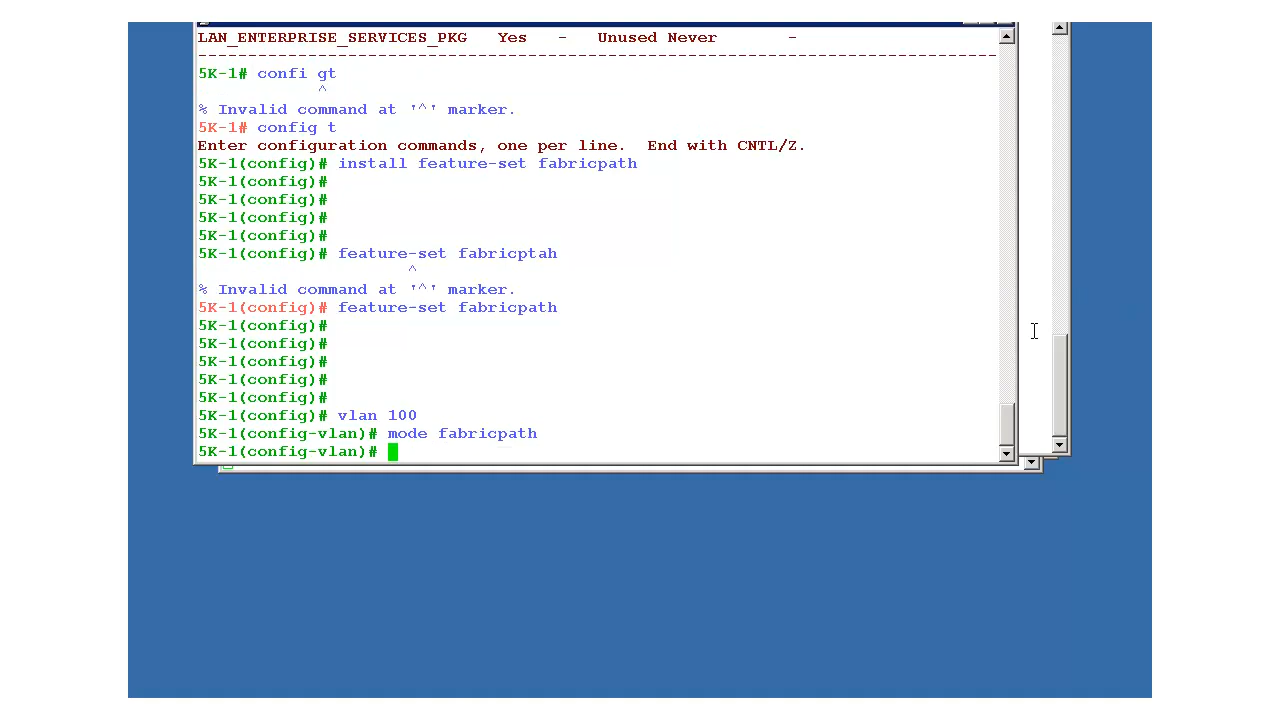 LAN_ENTERPRISE_SERVICES_PKG Yes - Unused Never -
--------------------------------------------------------------------------------
5K-1# confi gt
^
% Invalid command at '^' marker.
5K-1# config t
Enter configuration commands, one per line. End with CNTL/Z.
5K-1(config)# install feature-set fabricpath
5K-1(config)#
5K-1(config)#
5K-1(config)#
5K-1(config)#
5K-1(config)# feature-set fabricptah
^
% Invalid command at '^' marker.
5K-1(config)# feature-set fabricpath
5K-1(config)#
5K-1(config)#
5K-1(config)#
5K-1(config)#
5K-1(config)#
5K-1(config)# vlan 100
5K-1(config-vlan)# mode fabricpath
5K-1(config-vlan)#